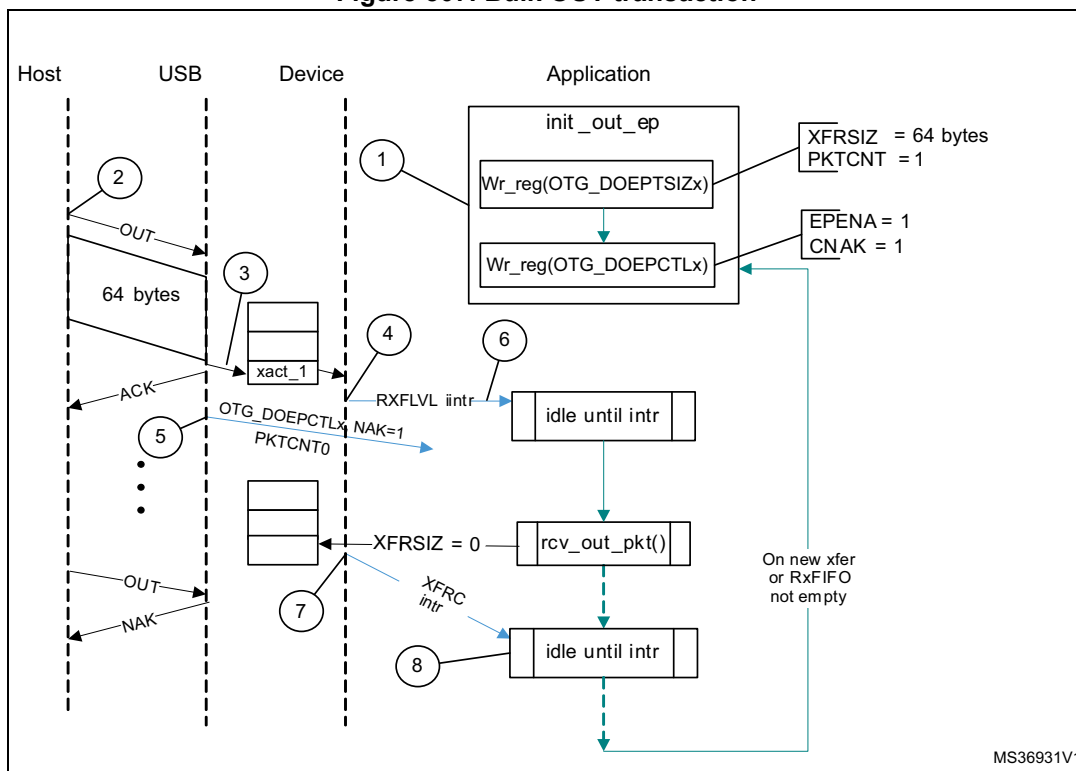 Host
USB
Device
Application
init _out_ep
XFRSIZ = 64 bytes
PKTCNT = 1
1
Wr_reg(OTG_DOEPTSIZx)
2
OUT
EPENA = 1
CNAK = 1
Wr_reg(OTG_DOEPCTLx)
3
64 bytes
4
6
xact_1
ACK
RXFLVL iintr
idle until intr
5
OTG_DOEPCTLx, NAK=1
PKTCNT0
XFRSIZ = 0
rcv_out_pkt()
On new xfer
or RxFIFO
not empty
OUT
7
XFRC
intr
NAK
8
idle until intr